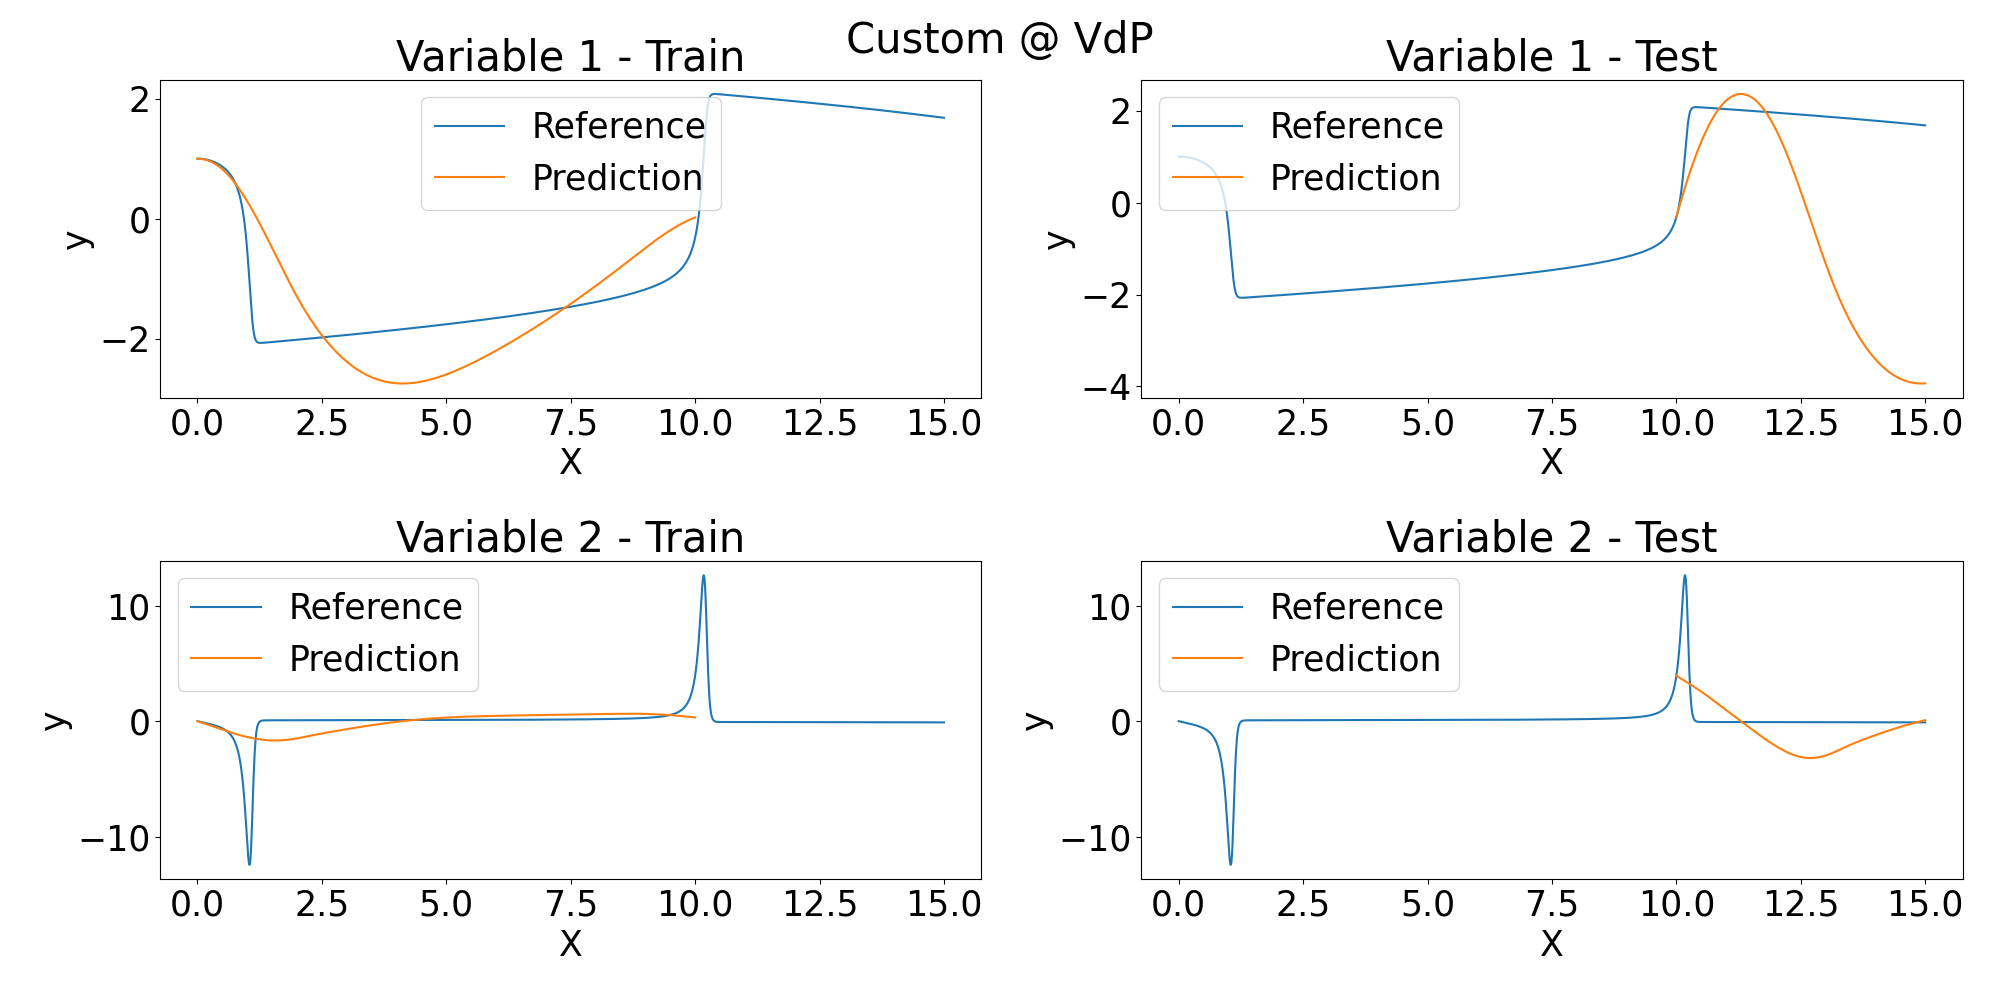 Custom @ VdP
Variable 1 - Train
2
0
−2
y
Reference
Prediction
0.0 2.5 5.0 7.5 10.0 12.5 15.0
X
Variable 1 - Test
2
0
−2
−4
y
Reference
Prediction
0.0 2.5 5.0 7.5 10.0 12.5 15.0
X
Variable 2 - Train
10
0
−10
y
Reference
Prediction
0.0 2.5 5.0 7.5 10.0 12.5 15.0
X
Variable 2 - Test
10
0
−10
y
Reference
Prediction
0.0 2.5 5.0 7.5 10.0 12.5 15.0
X